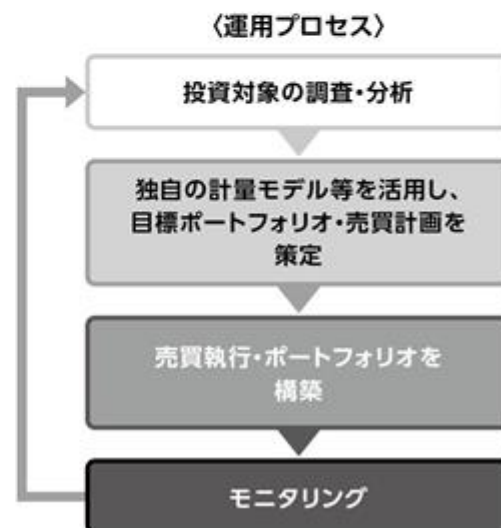 〈運用プロセス〉
投資対象の調査・分析
独自の計量モデル等を活用し、
目標ポートフォリオ・売買計画を
策定
売買執行・ポートフォリオを
構築
モニタリング